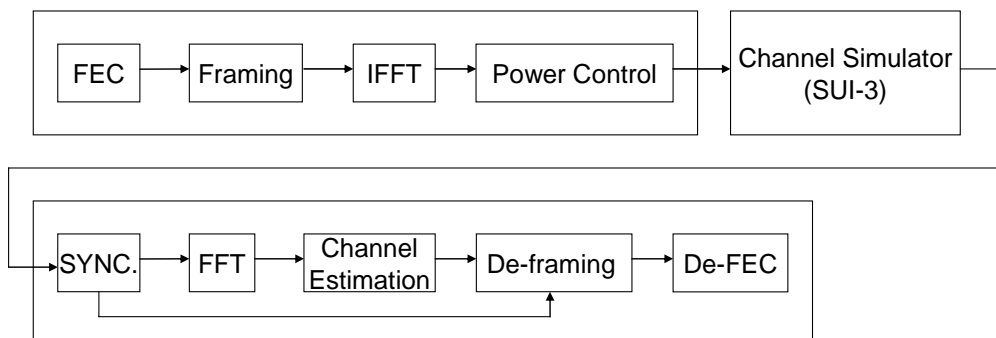 FEC
Framing
IFFT
Power Control
Channel Simulator
(SUI-3)
SYNC.
FFT
Channel
Estimation
De-framing
De-FEC